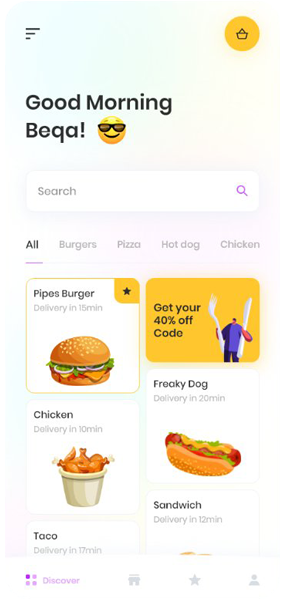 Good Morning
Beqa! 😎
Search
All Burgers Pizza Hot dog Chicken
Pipes Burger
Delivery in 15min
Get your
40% off
Code
Freaky Dog
Delivery in 20min
Chicken
Delivery in 10min
Sandwich
Delivery in 12min
Taco
Delivery in 17min
Discover